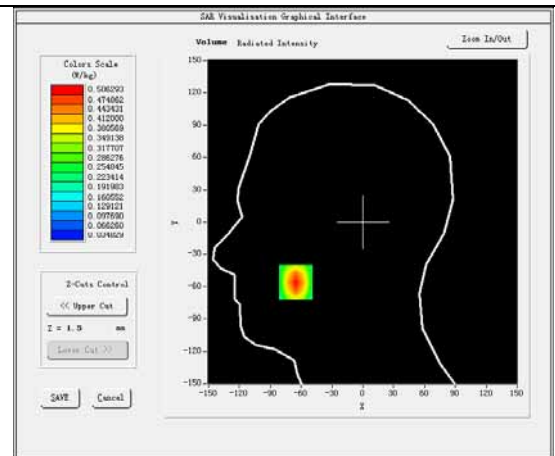 SAR Visualisation Graphical Interface
Volume Radiated Intensity
Zoom In/Out
Colors Scale
(W/kg)
0.506293
0.474862
0.443431
0.412000
0.380569
0.349138
0.317707
0.286276
0.254845
0.223414
0.191983
0.160552
0.129121
0.097690
0.066260
0.034829
150
120
90
60
30
0
-30
-60
-90
-120
-150
Y
-150 -120 -90 -60 -30 0 30 60 90 120 150
X
Z-Cuts Control
<< Upper Cut
Z = 1.5 mm
Lower Cut >>
SAVE Cancel